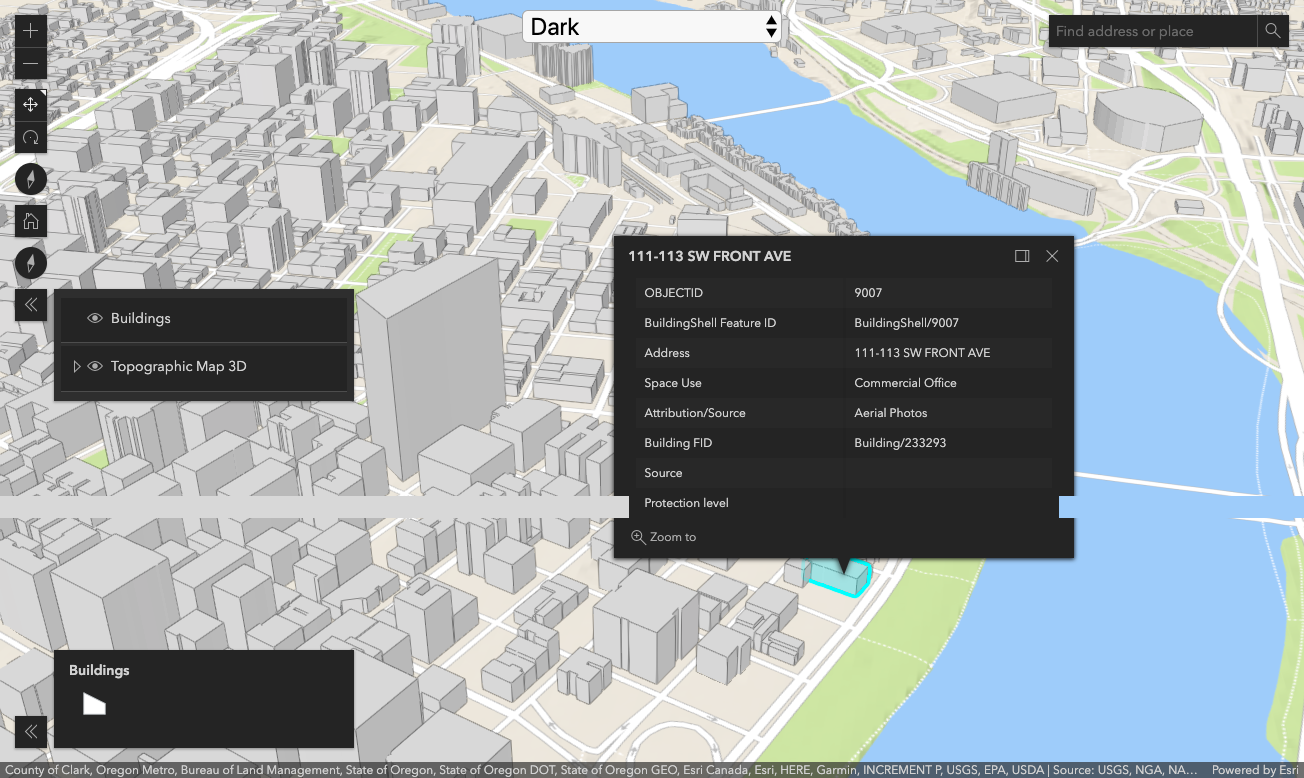 Dark
Find address or place
111-113 SW FRONT AVE
OBJECTID 9007
BuildingShell Feature ID BuildingShell/9007
Address 111-113 SW FRONT AVE
Space Use Commercial Office
Attribution/Source Aerial Photos
Building FID Building/233293
Source
Protection level
Zoom to
Buildings
Topographic Map 3D
Buildings
County of Clark, Oregon Metro, Bureau of Land Management, State of Oregon, State of Oregon DOT, State of Oregon GEO, Esri Canada, Esri, HERE, Garmin, INCREMENT P, USGS, EPA, USDA | Source: USGS, NGA, NA... Powered by Esri